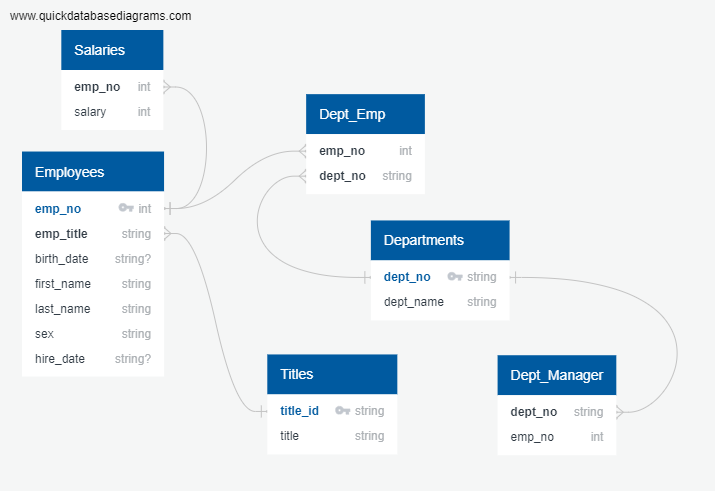 www.quickdatabasediagrams.com
Salaries
emp_no int
salary int
Employees
emp_no int
emp_title string
birth_date string?
first_name string
last_name string
sex string
hire_date string?
Dept_Emp
emp_no int
dept_no string
Departments
dept_no string
dept_name string
Titles
title_id string
title string
Dept_Manager
dept_no string
emp_no int